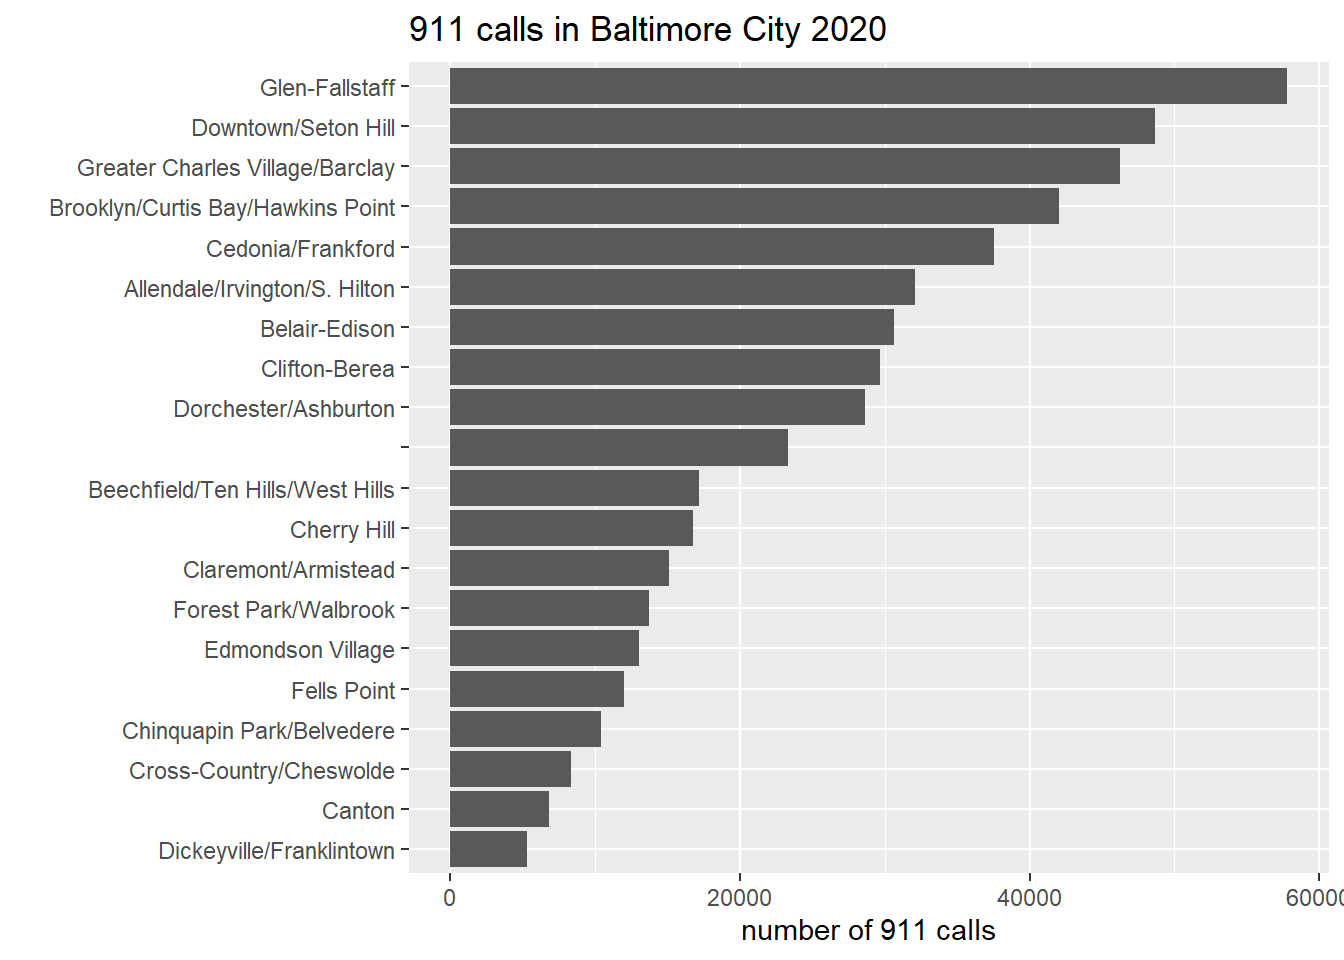 911 calls in Baltimore City 2020
Glen-Fallstaff
Downtown/Seton Hill
Greater Charles Village/Barclay
Brooklyn/Curtis Bay/Hawkins Point
Cedonia/Frankford
Allendale/Irvington/S. Hilton
Belair-Edison
Clifton-Berea
Dorchester/Ashburton
Beechfield/Ten Hills/West Hills
Cherry Hill
Claremont/Armistead
Forest Park/Walbrook
Edmondson Village
Fells Point
Chinquapin Park/Belvedere
Cross-Country/Cheswolde
Canton
Dickeyville/Franklintown
0 20000 40000 60000
number of 911 calls